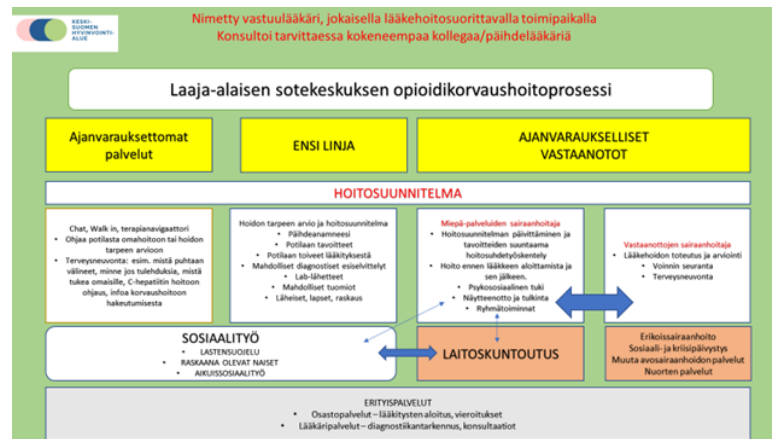 KESKI-
SUOMEN
HYVINVOINTI-
ALUE
Nimetty vastuulääkäri, jokaisella lääkehoitosuorittavalla toimipaikalla
Konsultoi tarvittaessa kokeneempaa kollegaa/päihdelääkäriä
Laaja-alaisen sotekeskuksen opioidikorvaushoitoprosessi
Ajanvarauksettomat
palvelut
ENSI LINJA
AJANVARAUKSELLISET
VASTAANOTOT
HOITOSUUNNITELMA
Chat, Walk in, terapianavigaattori
• Ohjaa potilasta omahoitoon tai hoidon
tarpeen arvioon
• Terveysneuvonta: esim. mistä puhtaan
välineet, minne jos tulehduksia, mistä
tukea omaisille, C-hepatiitin hoitoon
ohjaus, infoa korvaushoitoon
hakeutumisesta
Hoidon tarpeen arvio ja hoitosuunnitelma
• Päihdeanamneesi
• Potilaan tavoitteet
• Potilaan toiveet lääkityksestä
• Mahdolliset diagnostiset esiselvittelyt
• Lab-lähetteet
• Mahdolliset tuomiot
• Läheiset, lapset, raskaus
Miepä-palveluiden sairaanhoitaja
• Hoitosuunnitelman päivittäminen ja
tavoitteiden suuntaama
hoitosuhdetyöskentely
• Hoito ennen lääkkeen aloittamista ja
sen jälkeen.
• Psykososiaalinen tuki
• Näytteenotto ja tulkinta
• Ryhmätoiminnat
Vastaanottojen sairaanhoitaja
• Lääkehoidon toteutus ja arviointi
• Voinnin seuranta
• Terveysneuvonta
SOSIAALITYÖ
• LASTENSUOJELU
• RASKAANA OLEVAT NAISET
• AIKUISSOSIAALITYÖ
LAITOSKUNTOUTUS
Erikoissairaanhoito
Sosiaali- ja kriisipäivystys
Muuta avosairaanhoidon palvelut
Nuorten palvelut
ERITYISPALVELUT
• Osastopalvelut – lääkitysten aloitus, vieroitukset
• Lääkäripalvelut – diagnostiikantarkennus, konsultaatiot